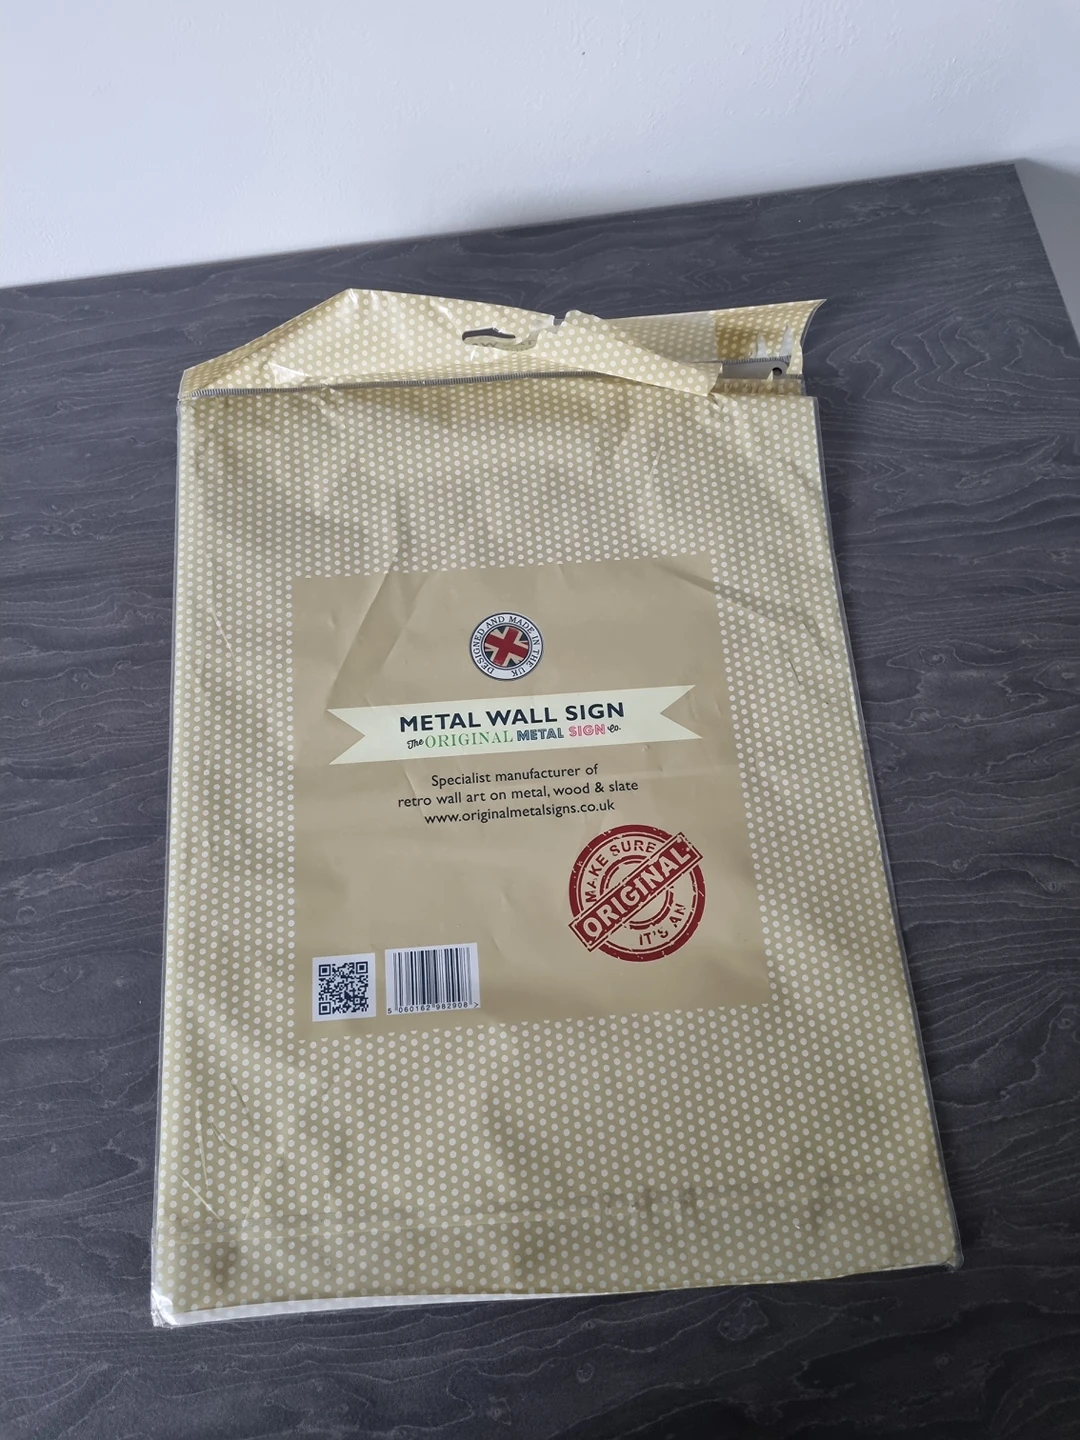 DESIGNED AND MADE IN THE UK
METAL WALL SIGN
The ORIGINAL METAL SIGN Co.
Specialist manufacturer of
retro wall art on metal, wood & slate
www.originalmetalsigns.co.uk
MAKE SURE
ORIGINAL
IT'S AN
5 060162 982908 >